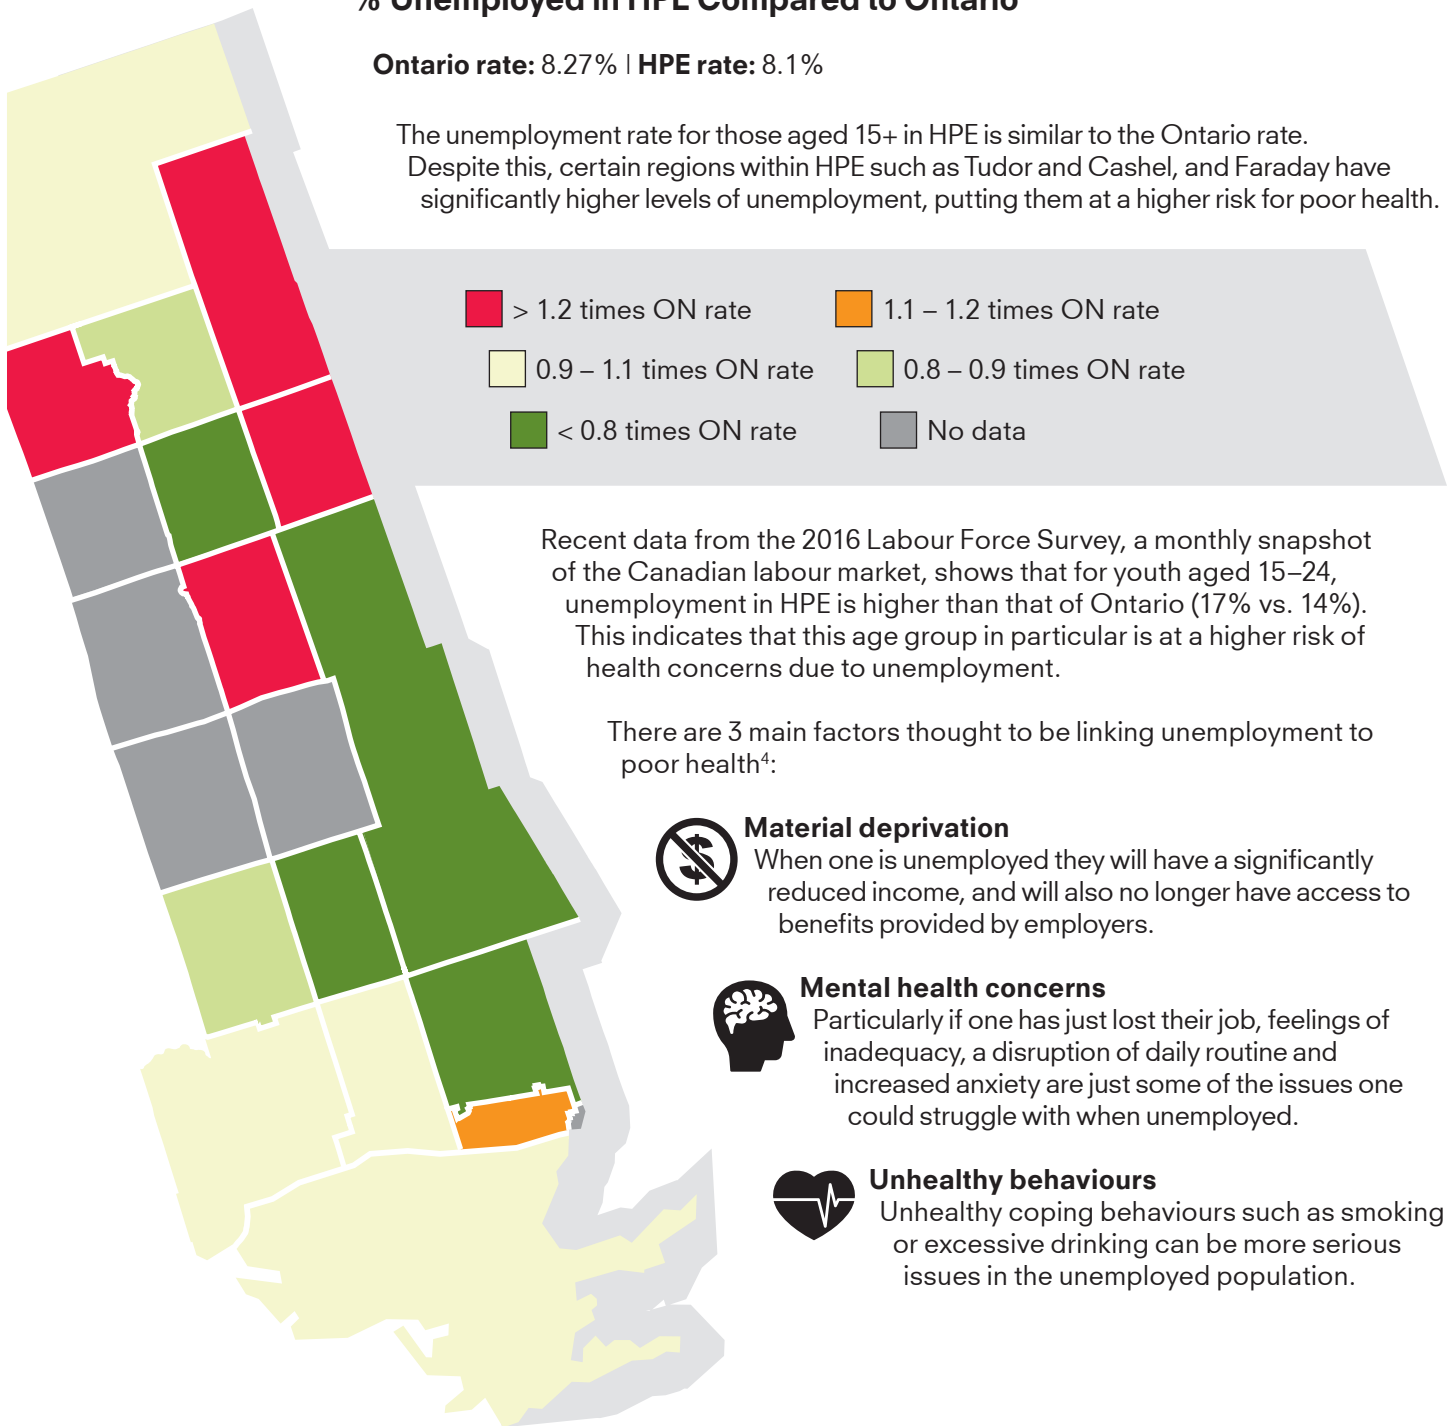 % Unemployed in HPE Compared to Ontario
Ontario rate: 8.27% | HPE rate: 8.1%
The unemployment rate for those aged 15+ in HPE is similar to the Ontario rate.
Despite this, certain regions within HPE such as Tudor and Cashel, and Faraday have
significantly higher levels of unemployment, putting them at a higher risk for poor health.
> 1.2 times ON rate
1.1 – 1.2 times ON rate
0.9 – 1.1 times ON rate
0.8 – 0.9 times ON rate
< 0.8 times ON rate
No data
Recent data from the 2016 Labour Force Survey, a monthly snapshot
of the Canadian labour market, shows that for youth aged 15–24,
unemployment in HPE is higher than that of Ontario (17% vs. 14%).
This indicates that this age group in particular is at a higher risk of
health concerns due to unemployment.
There are 3 main factors thought to be linking unemployment to
poor health⁴:
Material deprivation
When one is unemployed they will have a significantly
reduced income, and will also no longer have access to
benefits provided by employers.
Mental health concerns
Particularly if one has just lost their job, feelings of
inadequacy, a disruption of daily routine and
increased anxiety are just some of the issues one
could struggle with when unemployed.
Unhealthy behaviours
Unhealthy coping behaviours such as smoking
or excessive drinking can be more serious
issues in the unemployed population.